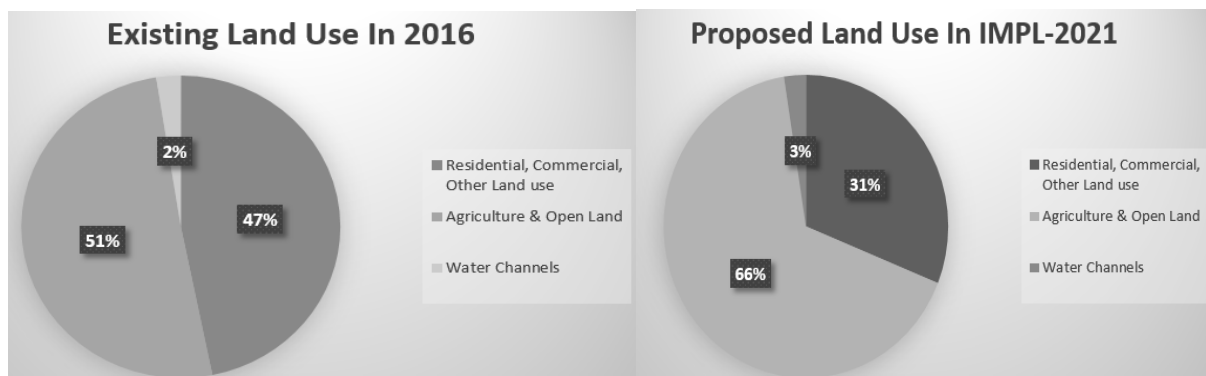 Existing Land Use In 2016
2%
47%
51%
Residential, Commercial,
Other Land use
Agriculture & Open Land
Water Channels
Proposed Land Use In IMPL-2021
3%
31%
66%
Residential, Commercial,
Other Land use
Agriculture & Open Land
Water Channels